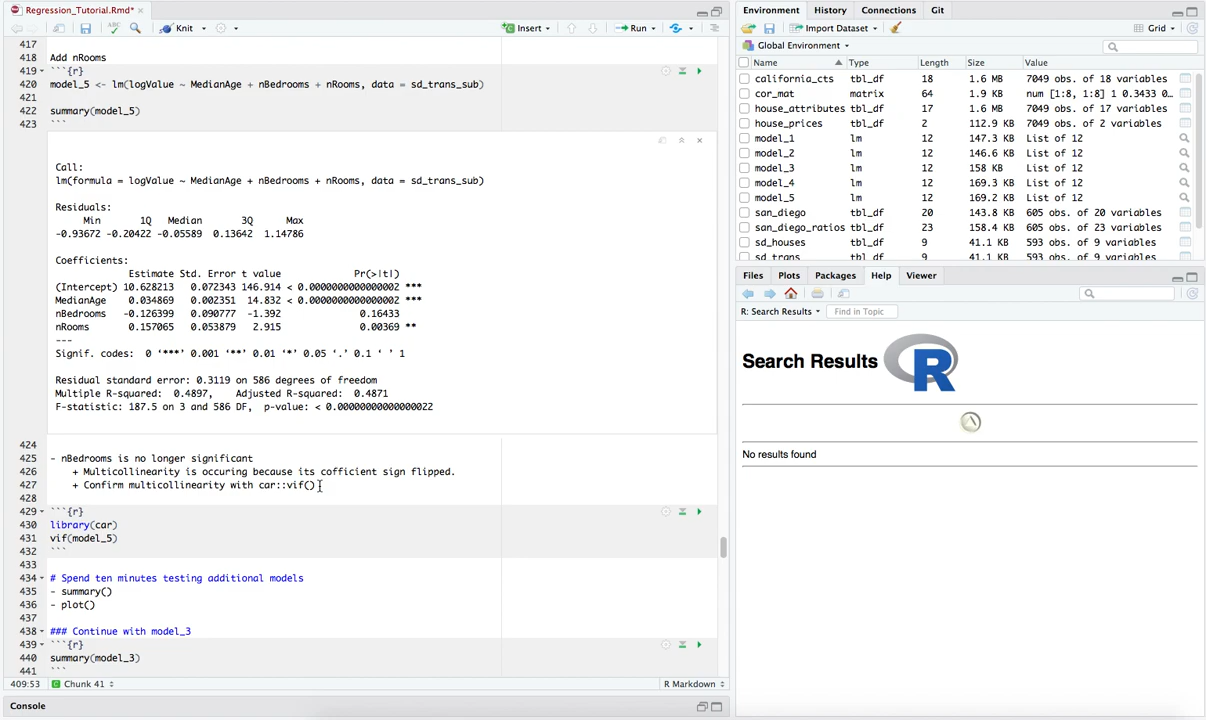 Regression_Tutorial.Rmd*
Knit
Insert
Run
417
418 Add nRooms
419 ```{r}
420 model_5 <- lm(logValue ~ MedianAge + nBedrooms + nRooms, data = sd_trans_sub)
421
422 summary(model_5)
423 ```
Call:
lm(formula = logValue ~ MedianAge + nBedrooms + nRooms, data = sd_trans_sub)
Residuals:
Min 1Q Median 3Q Max
-0.93672 -0.20422 -0.05589 0.13642 1.14786
Coefficients:
Estimate Std. Error t value Pr(>|t|)
(Intercept) 10.628213 0.072343 146.914 < 0.0000000000000002 ***
MedianAge 0.034869 0.002351 14.832 < 0.0000000000000002 ***
nBedrooms -0.126399 0.090777 -1.392 0.16433
nRooms 0.157065 0.053879 2.915 0.00369 **
---
Signif. codes: 0 ‘***’ 0.001 ‘**’ 0.01 ‘*’ 0.05 ‘.’ 0.1 ‘ ’ 1
Residual standard error: 0.3119 on 586 degrees of freedom
Multiple R-squared: 0.4897, Adjusted R-squared: 0.4871
F-statistic: 187.5 on 3 and 586 DF, p-value: < 0.00000000000000022
424
425 - nBedrooms is no longer significant
426 + Multicollinearity is occuring because its cofficient sign flipped.
427 + Confirm multicollinearity with car::vif()
428
429 ```{r}
430 library(car)
431 vif(model_5)
432 ```
433
434 # Spend ten minutes testing additional models
435 - summary()
436 - plot()
437
438 ### Continue with model_3
439 ```{r}
440 summary(model_3)
441 ```
409:53 Chunk 41 R Markdown
Console
Environment History Connections Git
Import Dataset Grid
Global Environment
Name Type Length Size Value
california_cts tbl_df 18 1.6 MB 7049 obs. of 18 variables
cor_mat matrix 64 1.9 KB num [1:8, 1:8] 1 0.3433 0…
house_attributes tbl_df 17 1.6 MB 7049 obs. of 17 variables
house_prices tbl_df 2 112.9 KB 7049 obs. of 2 variables
model_1 lm 12 147.3 KB List of 12
model_2 lm 12 146.6 KB List of 12
model_3 lm 12 158 KB List of 12
model_4 lm 12 169.3 KB List of 12
model_5 lm 12 169.2 KB List of 12
san_diego tbl_df 20 143.8 KB 605 obs. of 20 variables
san_diego_ratios tbl_df 23 158.4 KB 605 obs. of 23 variables
sd_houses tbl_df 9 41.1 KB 593 obs. of 9 variables
sd_trans tbl_df 9 41.1 KB 593 obs. of 9 variables
Files Plots Packages Help Viewer
R: Search Results Find in Topic
Search Results R
No results found